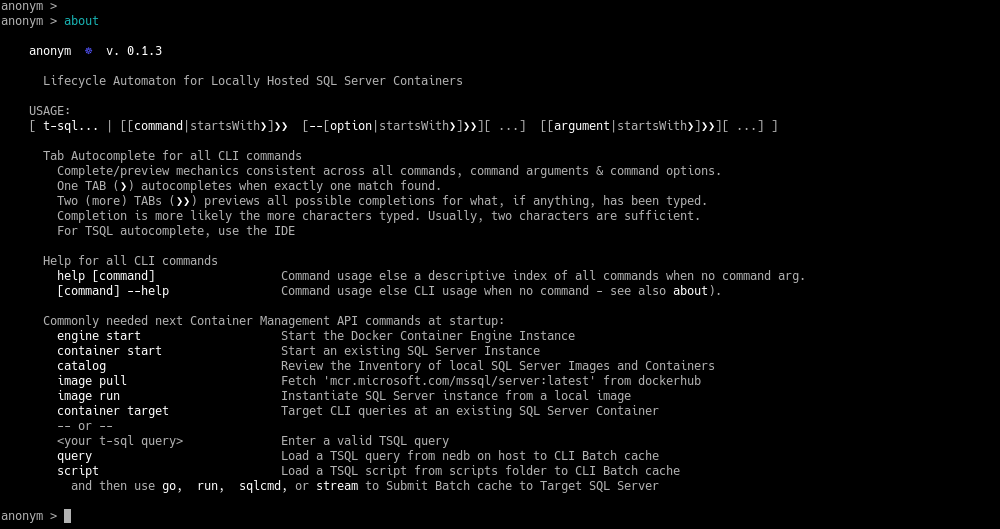 anonym >
anonym > about
anonym ☸ v. 0.1.3
Lifecycle Automaton for Locally Hosted SQL Server Containers
USAGE:
[ t-sql... | [[command|startsWith❯]❯❯  [--[option|startsWith❯]❯❯][ ...]  [[argument|startsWith❯]❯❯][ ...] ]
Tab Autocomplete for all CLI commands
Complete/preview mechanics consistent across all commands, command arguments & command options.
One TAB (❯) autocompletes when exactly one match found.
Two (more) TABs (❯❯) previews all possible completions for what, if anything, has been typed.
Completion is more likely the more characters typed. Usually, two characters are sufficient.
For TSQL autocomplete, use the IDE
Help for all CLI commands
help [command] Command usage else a descriptive index of all commands when no command arg.
[command] --help Command usage else CLI usage when no command - see also about).
Commonly needed next Container Management API commands at startup:
engine start Start the Docker Container Engine Instance
container start Start an existing SQL Server Instance
catalog Review the Inventory of local SQL Server Images and Containers
image pull Fetch 'mcr.microsoft.com/mssql/server:latest' from dockerhub
image run Instantiate SQL Server instance from a local image
container target Target CLI queries at an existing SQL Server Container
-- or --
<your t-sql query> Enter a valid TSQL query
query Load a TSQL query from nedb on host to CLI Batch cache
script Load a TSQL script from scripts folder to CLI Batch cache
and then use go,  run,  sqlcmd, or stream to Submit Batch cache to Target SQL Server
anonym >